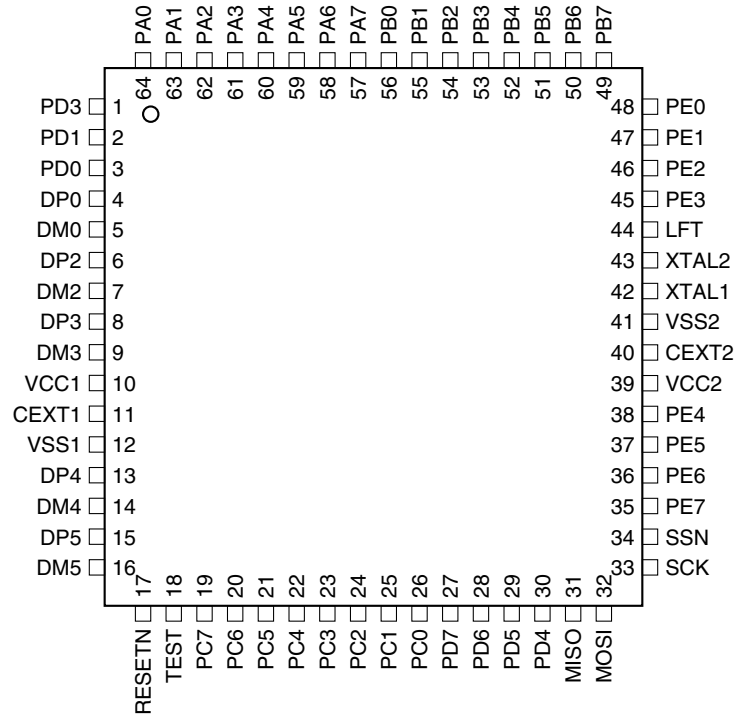 PA0 PA1 PA2 PA3 PA4 PA5 PA6 PA7 PB0 PB1 PB2 PB3 PB4 PB5 PB6 PB7
64 63 62 61 60 59 58 57 56 55 54 53 52 51 50 49
PD3 1 48 PE0
PD1 2 47 PE1
PD0 3 46 PE2
DP0 4 45 PE3
DM0 5 44 LFT
DP2 6 43 XTAL2
DM2 7 42 XTAL1
DP3 8 41 VSS2
DM3 9 40 CEXT2
VCC1 10 39 VCC2
CEXT1 11 38 PE4
VSS1 12 37 PE5
DP4 13 36 PE6
DM4 14 35 PE7
DP5 15 34 SSN
DM5 16 33 SCK
17 18 19 20 21 22 23 24 25 26 27 28 29 30 31 32
RESETN TEST PC7 PC6 PC5 PC4 PC3 PC2 PC1 PC0 PD7 PD6 PD5 PD4 MISO MOSI